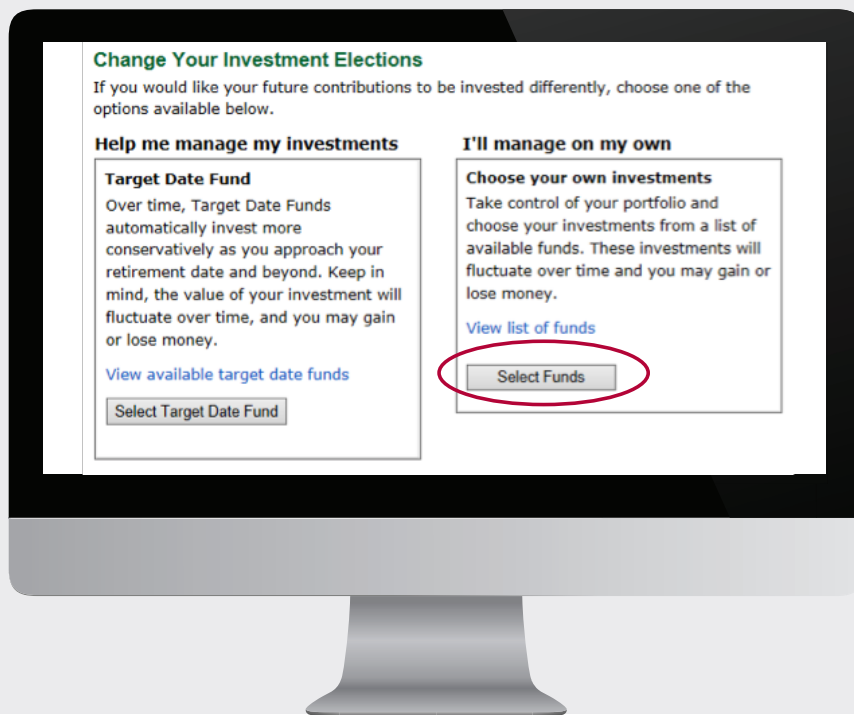 Change Your Investment Elections
If you would like your future contributions to be invested differently, choose one of the
options available below.
Help me manage my investments
Target Date Fund
Over time, Target Date Funds
automatically invest more
conservatively as you approach your
retirement date and beyond. Keep in
mind, the value of your investment will
fluctuate over time, and you may gain
or lose money.
View available target date funds
Select Target Date Fund
I'll manage on my own
Choose your own investments
Take control of your portfolio and
choose your investments from a list of
available funds. These investments will
fluctuate over time and you may gain or
lose money.
View list of funds
Select Funds